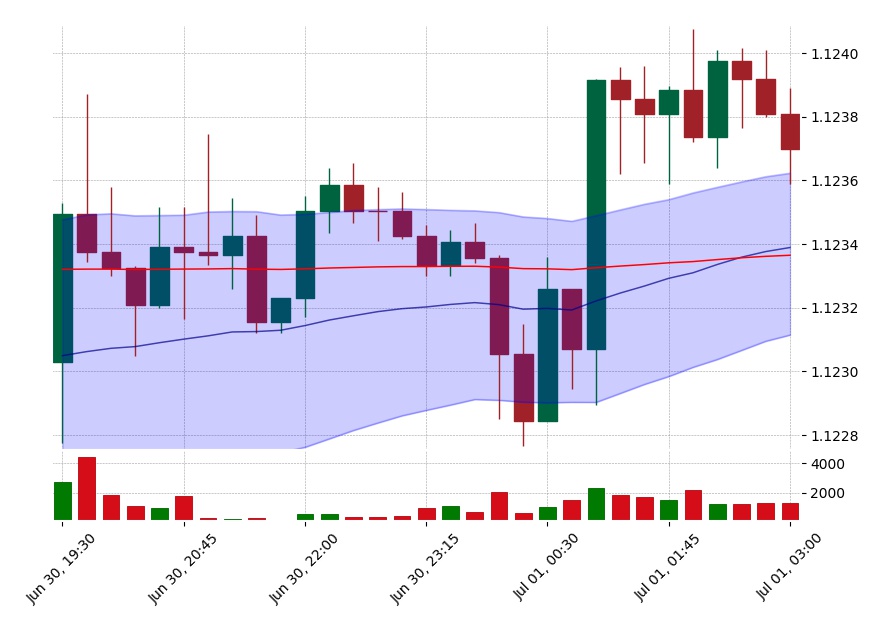 1.1240
1.1238
1.1236
1.1234
1.1232
1.1230
1.1228
4000
2000
Jun 30, 19:30
Jun 30, 20:45
Jun 30, 22:00
Jun 30, 23:15
Jul 01, 00:30
Jul 01, 01:45
Jul 01, 03:00